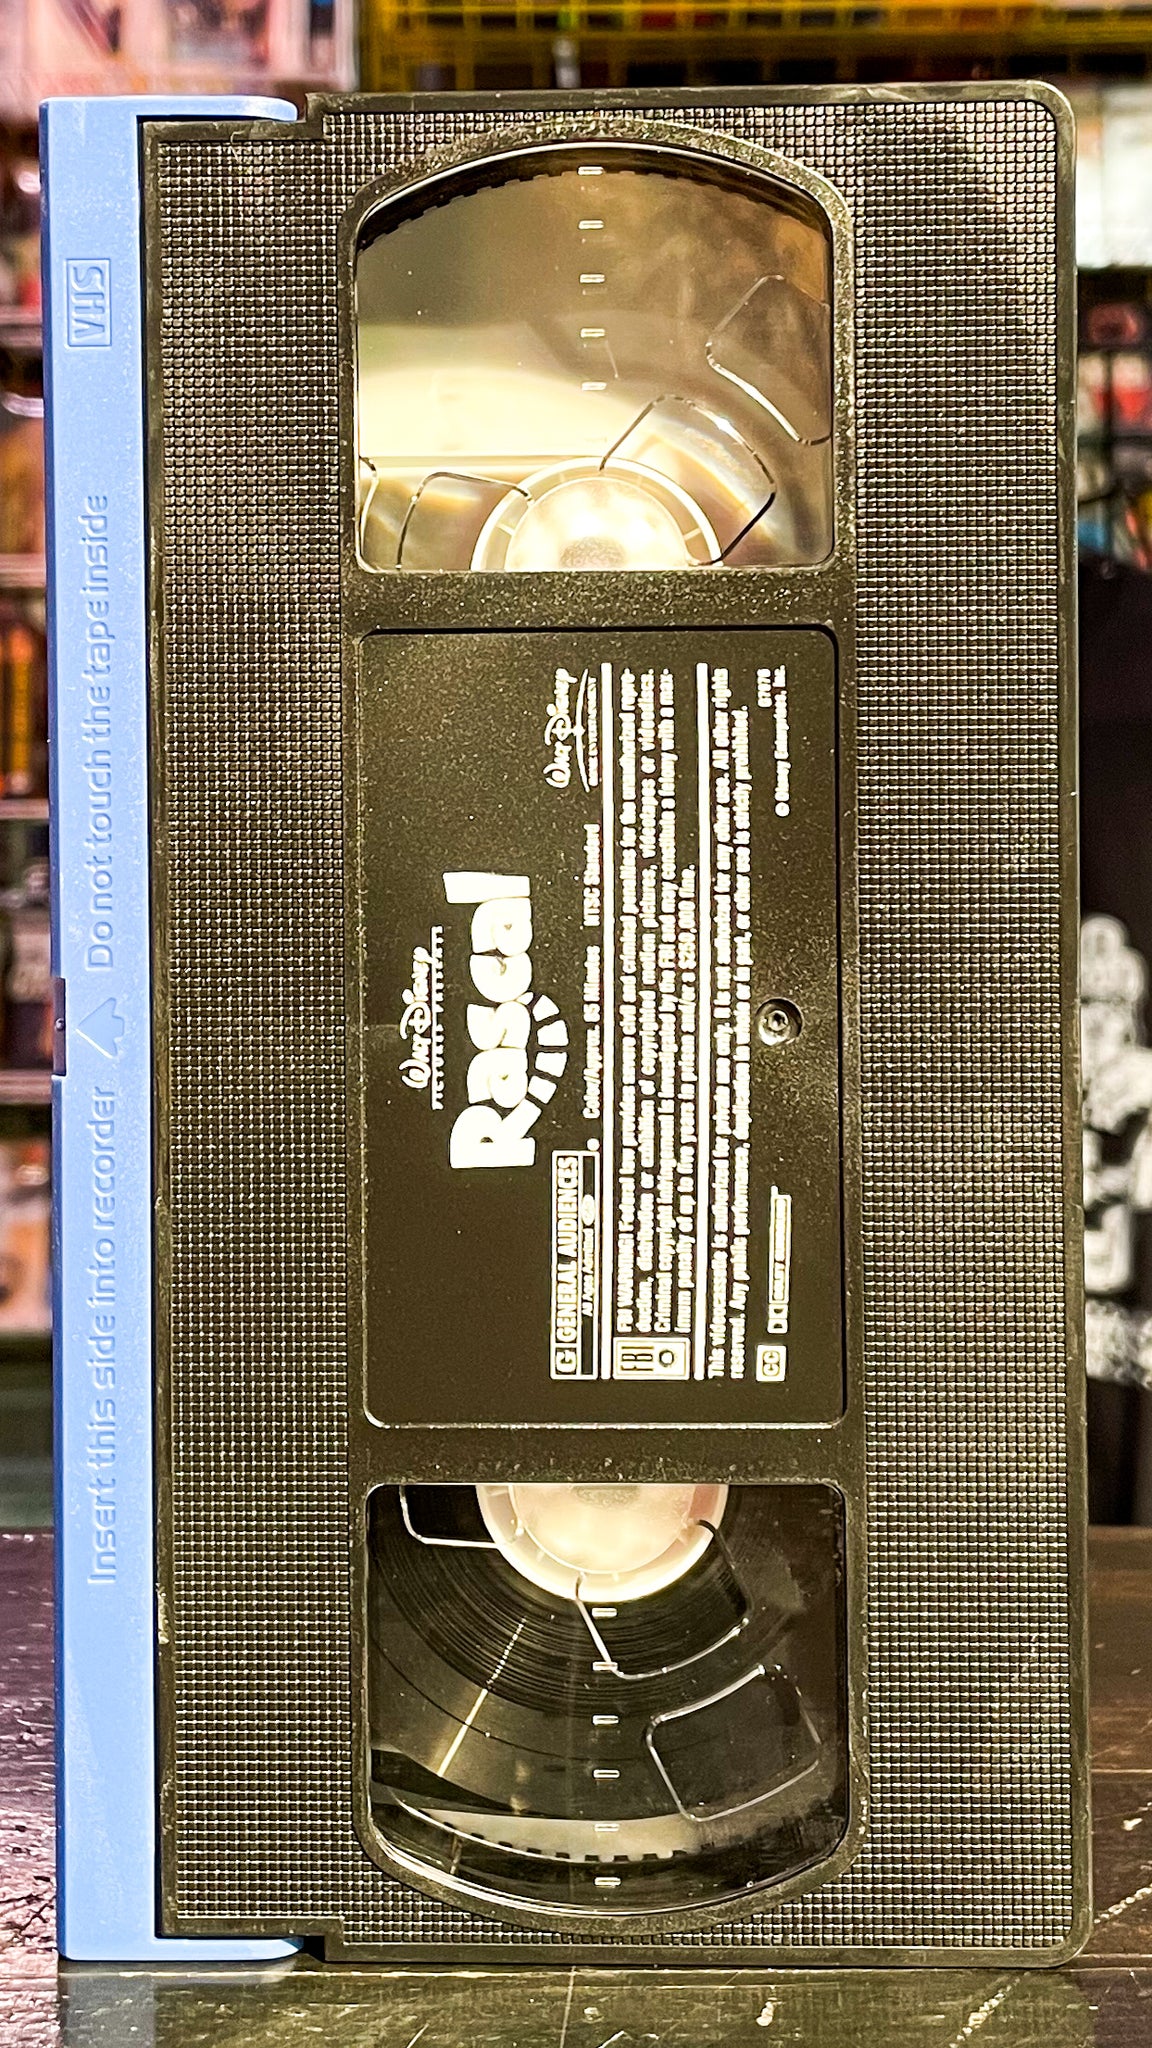 VHS
Insert this side into recorder
Do not touch the tape inside
Walt Disney
PICTURES PRESENTS
Rascal
G GENERAL AUDIENCES
All Ages Admitted
Color/Approx. 85 Minutes NTSC Standard
Walt Disney
HOME VIDEO
FBI
FBI WARNING: Federal law provides severe civil and criminal penalties for the unauthorized repro-
duction, distribution or exhibition of copyrighted motion pictures, videotapes or videodiscs.
Criminal copyright infringement is investigated by the FBI and may constitute a felony with a max-
imum penalty of up to five years in prison and/or a $250,000 fine.
This videocassette is authorized for private use only. It is not authorized for any other use. All other rights
reserved. Any public performance, duplication in whole or in part, or other use is strictly prohibited.
CC
© Disney Enterprises, Inc.